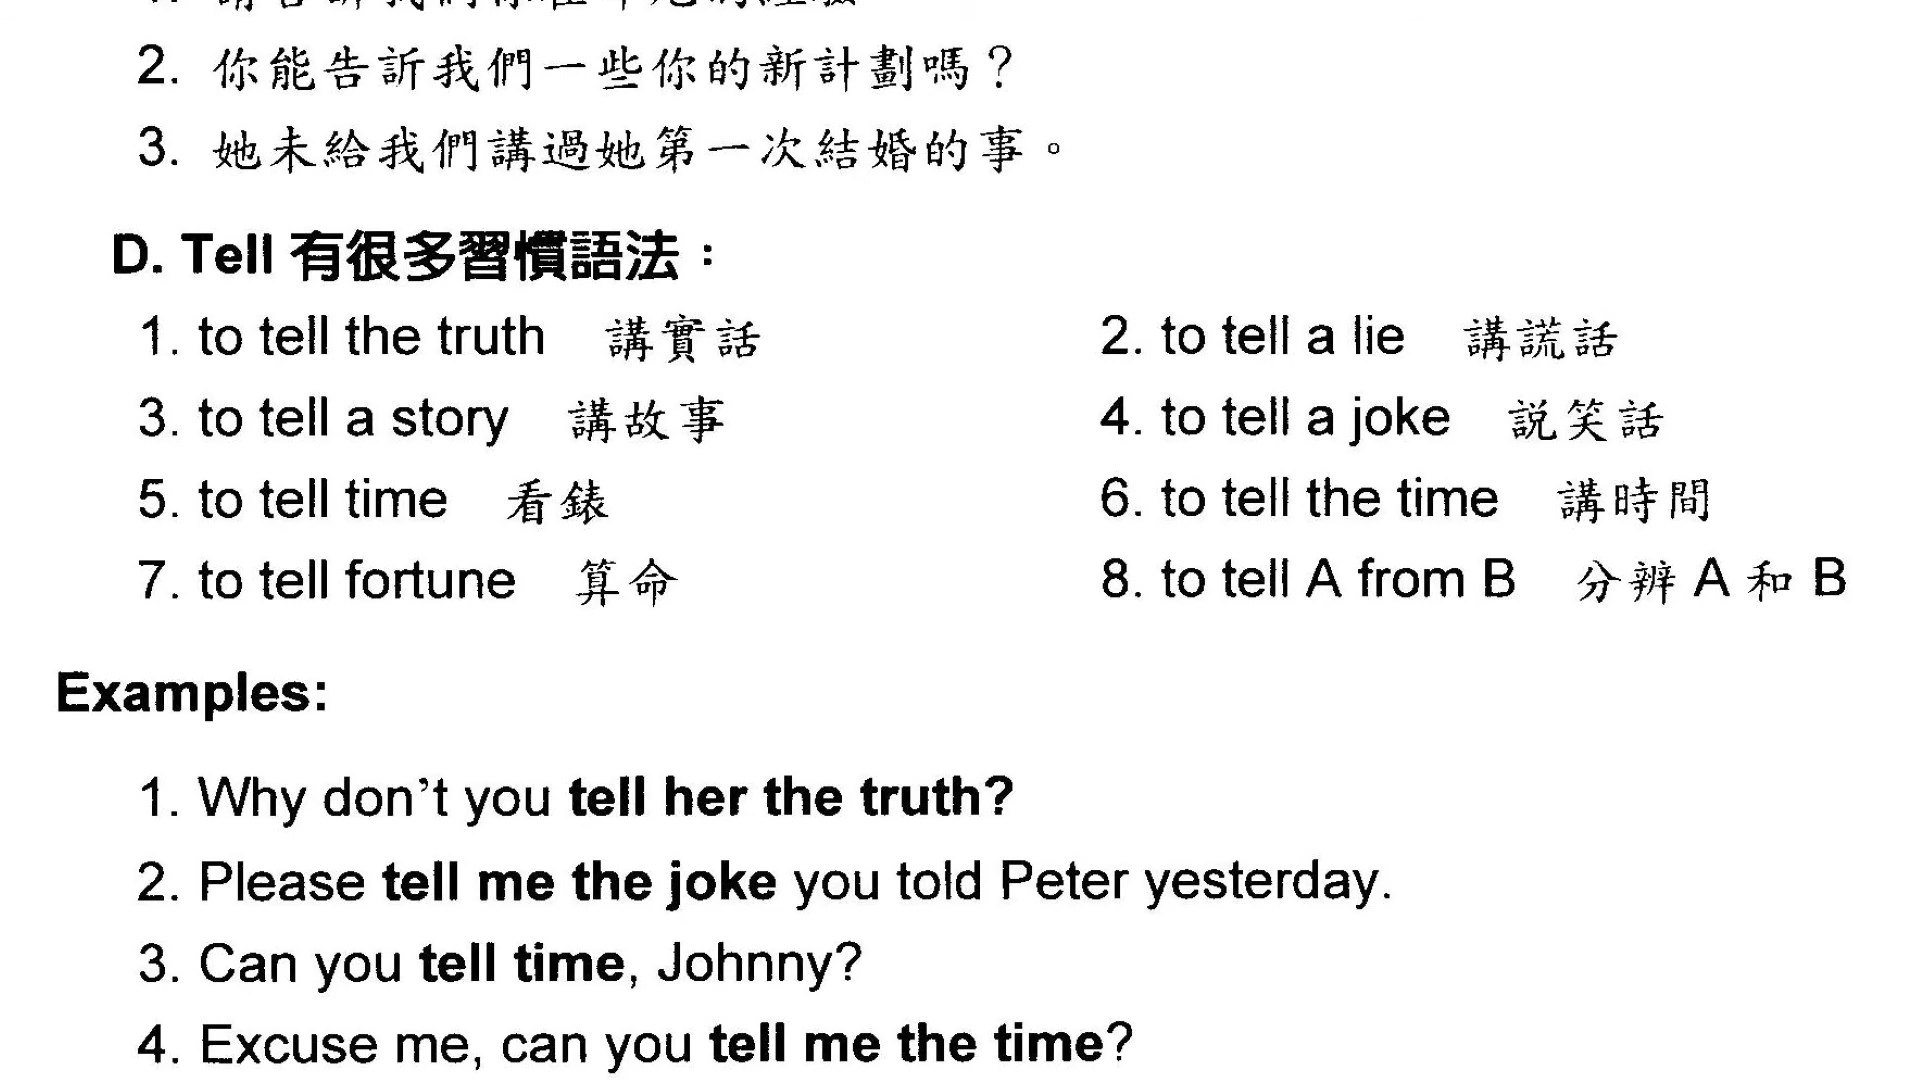 2. 你能告訴我們一些你的新計劃嗎？
3. 她未給我們講過她第一次結婚的事。
D. Tell 有很多習慣語法：
1. to tell the truth 講實話 2. to tell a lie 講謊話
3. to tell a story 講故事 4. to tell a joke 説笑話
5. to tell time 看錶 6. to tell the time 講時間
7. to tell fortune 算命 8. to tell A from B 分辨 A 和 B
Examples:
1. Why don’t you tell her the truth?
2. Please tell me the joke you told Peter yesterday.
3. Can you tell time, Johnny?
4. Excuse me, can you tell me the time?